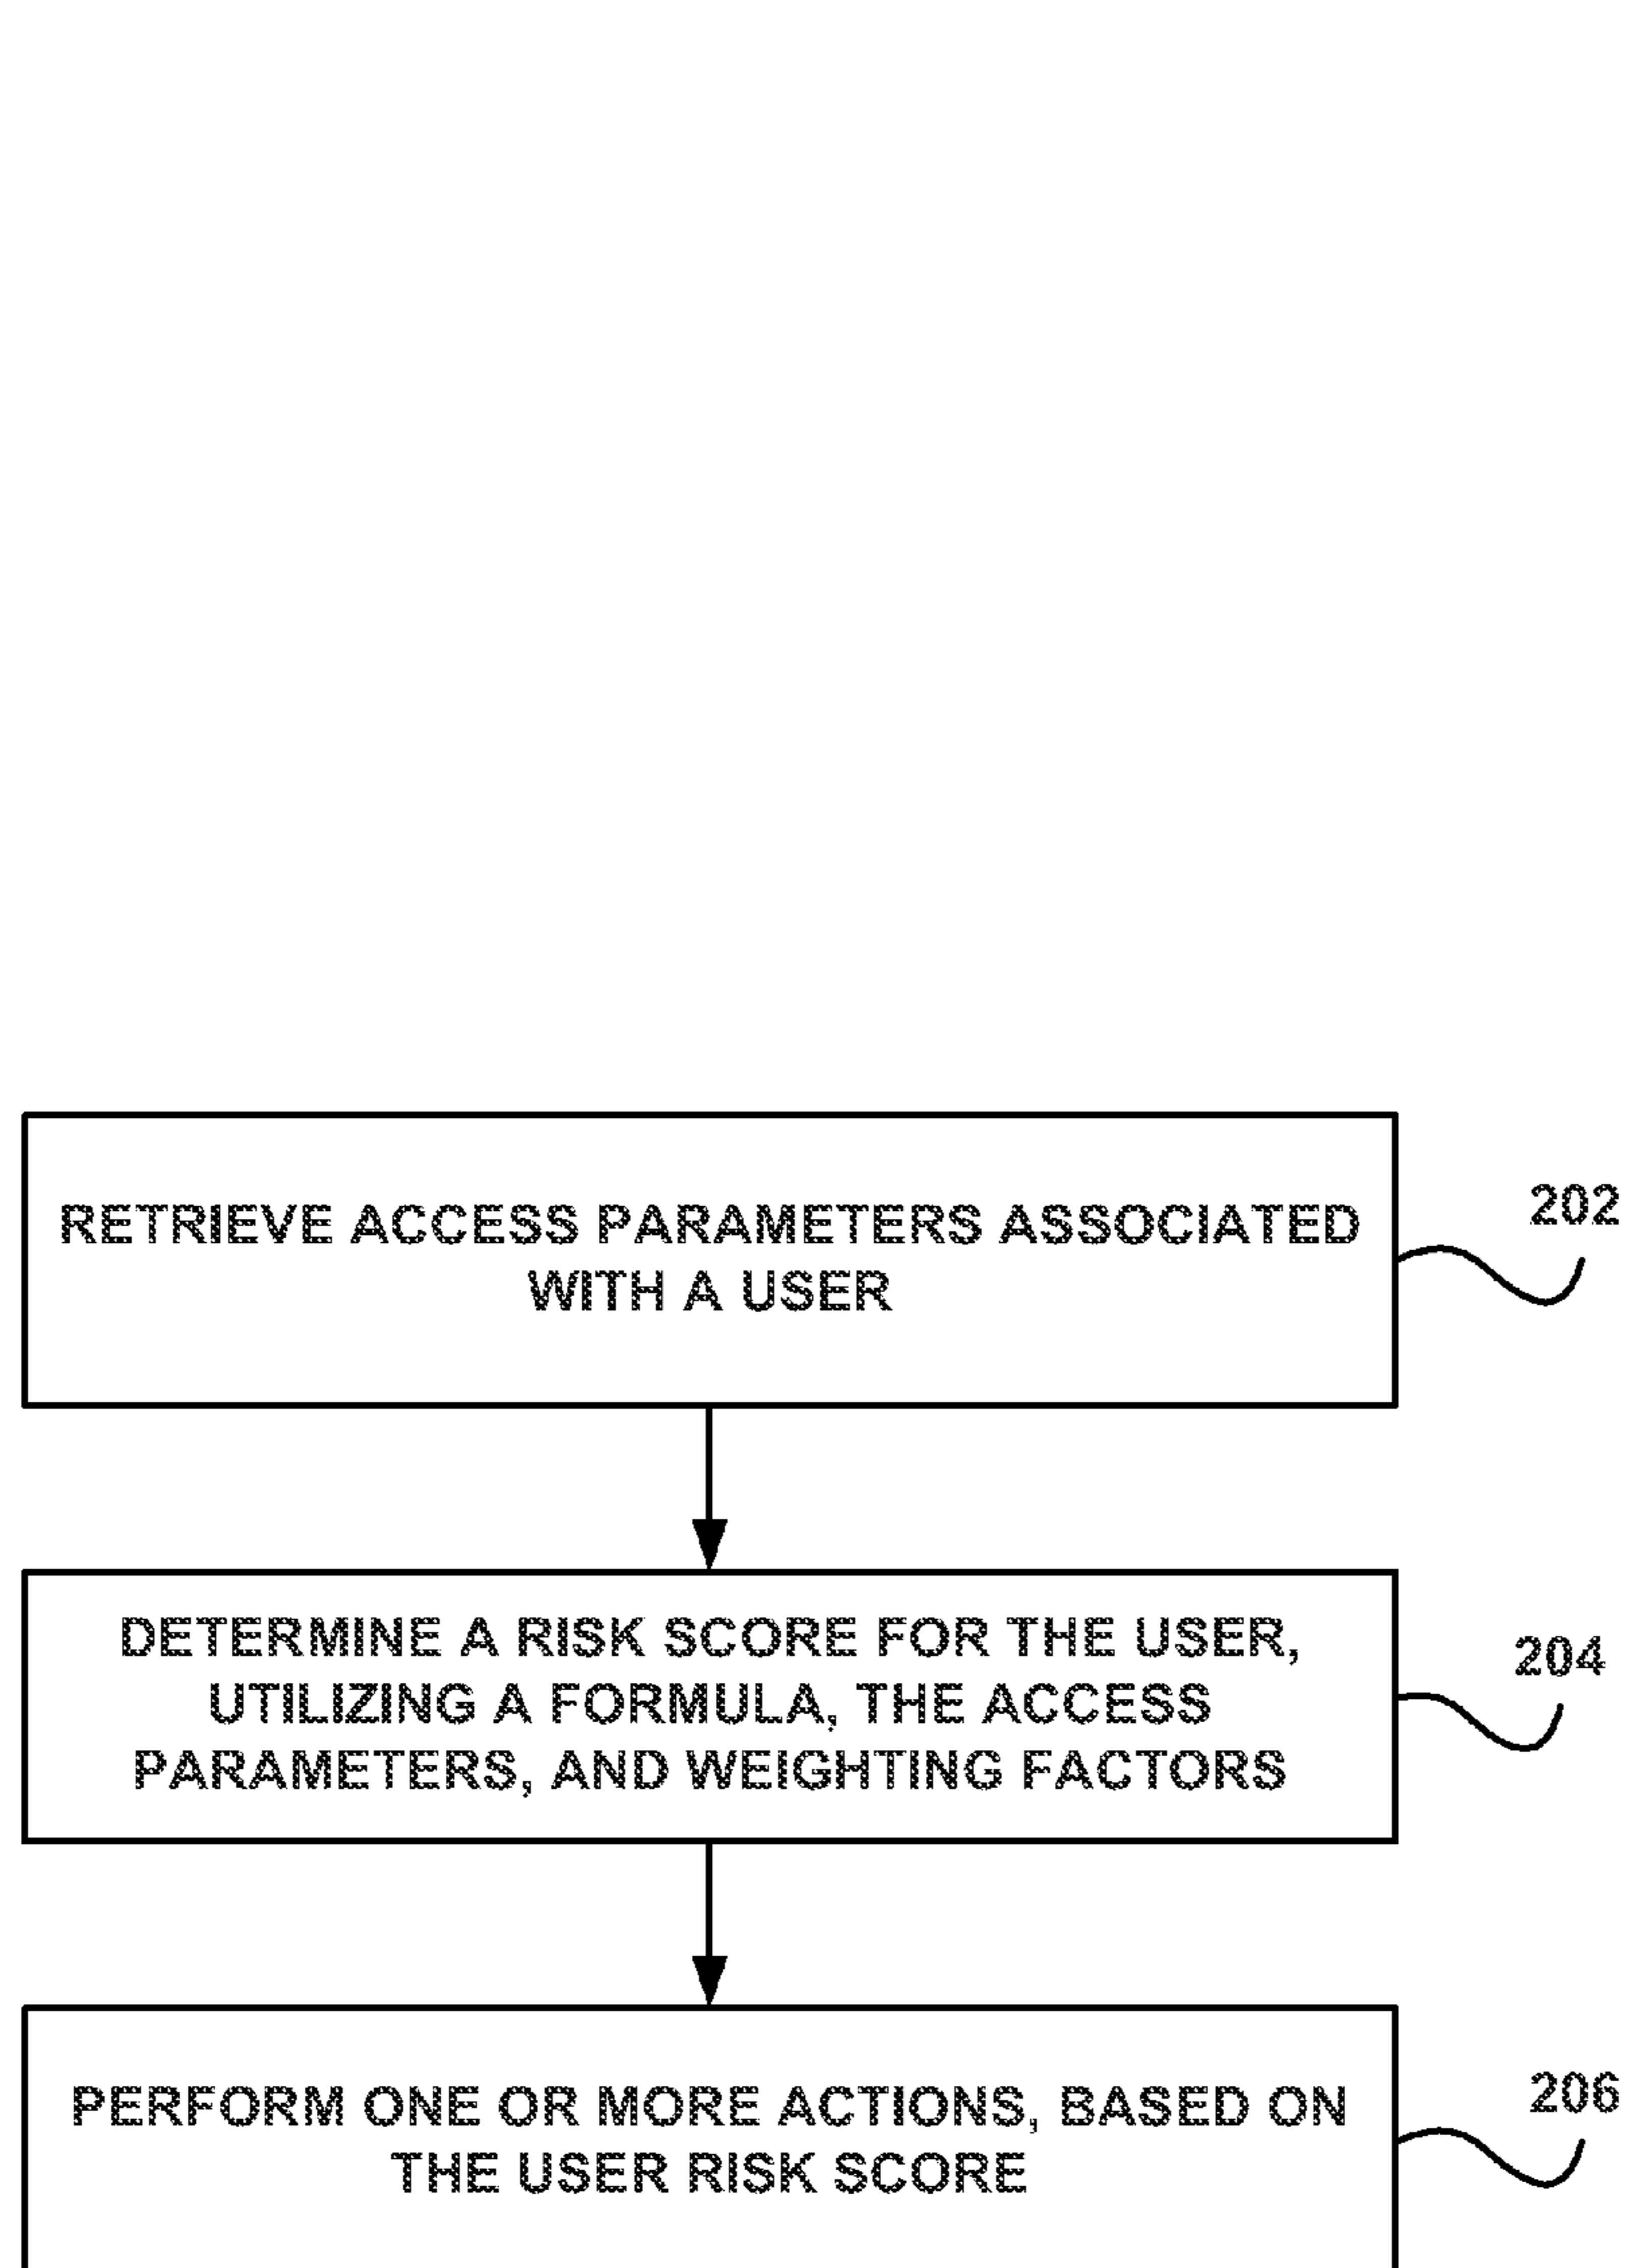 RETRIEVE ACCESS PARAMETERS ASSOCIATED
WITH A USER
202
DETERMINE A RISK SCORE FOR THE USER,
UTILIZING A FORMULA, THE ACCESS
PARAMETERS, AND WEIGHTING FACTORS
204
PERFORM ONE OR MORE ACTIONS, BASED ON
THE USER RISK SCORE
206